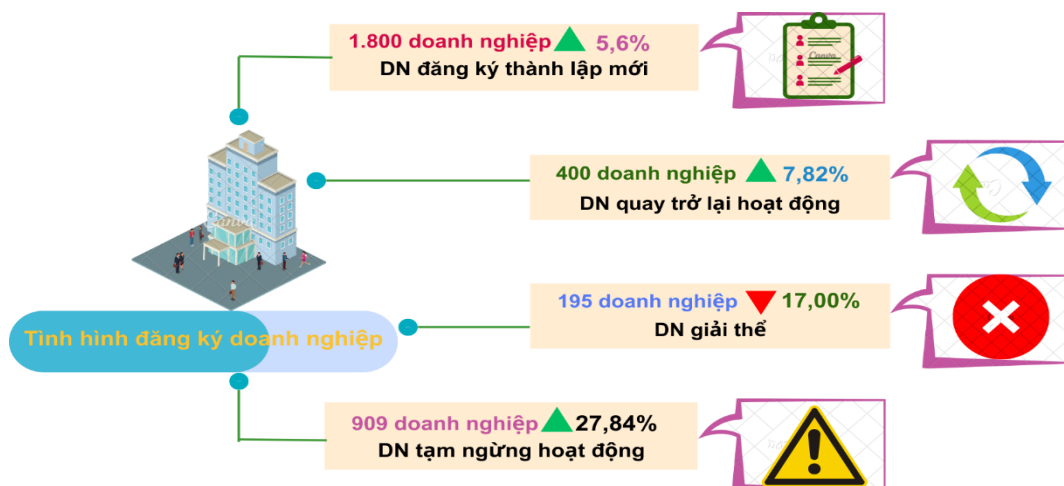 1.800 doanh nghiệp 5,6%
DN đăng ký thành lập mới
400 doanh nghiệp 7,82%
DN quay trở lại hoạt động
195 doanh nghiệp 17,00%
DN giải thể
Tình hình đăng ký doanh nghiệp
909 doanh nghiệp 27,84%
DN tạm ngừng hoạt động